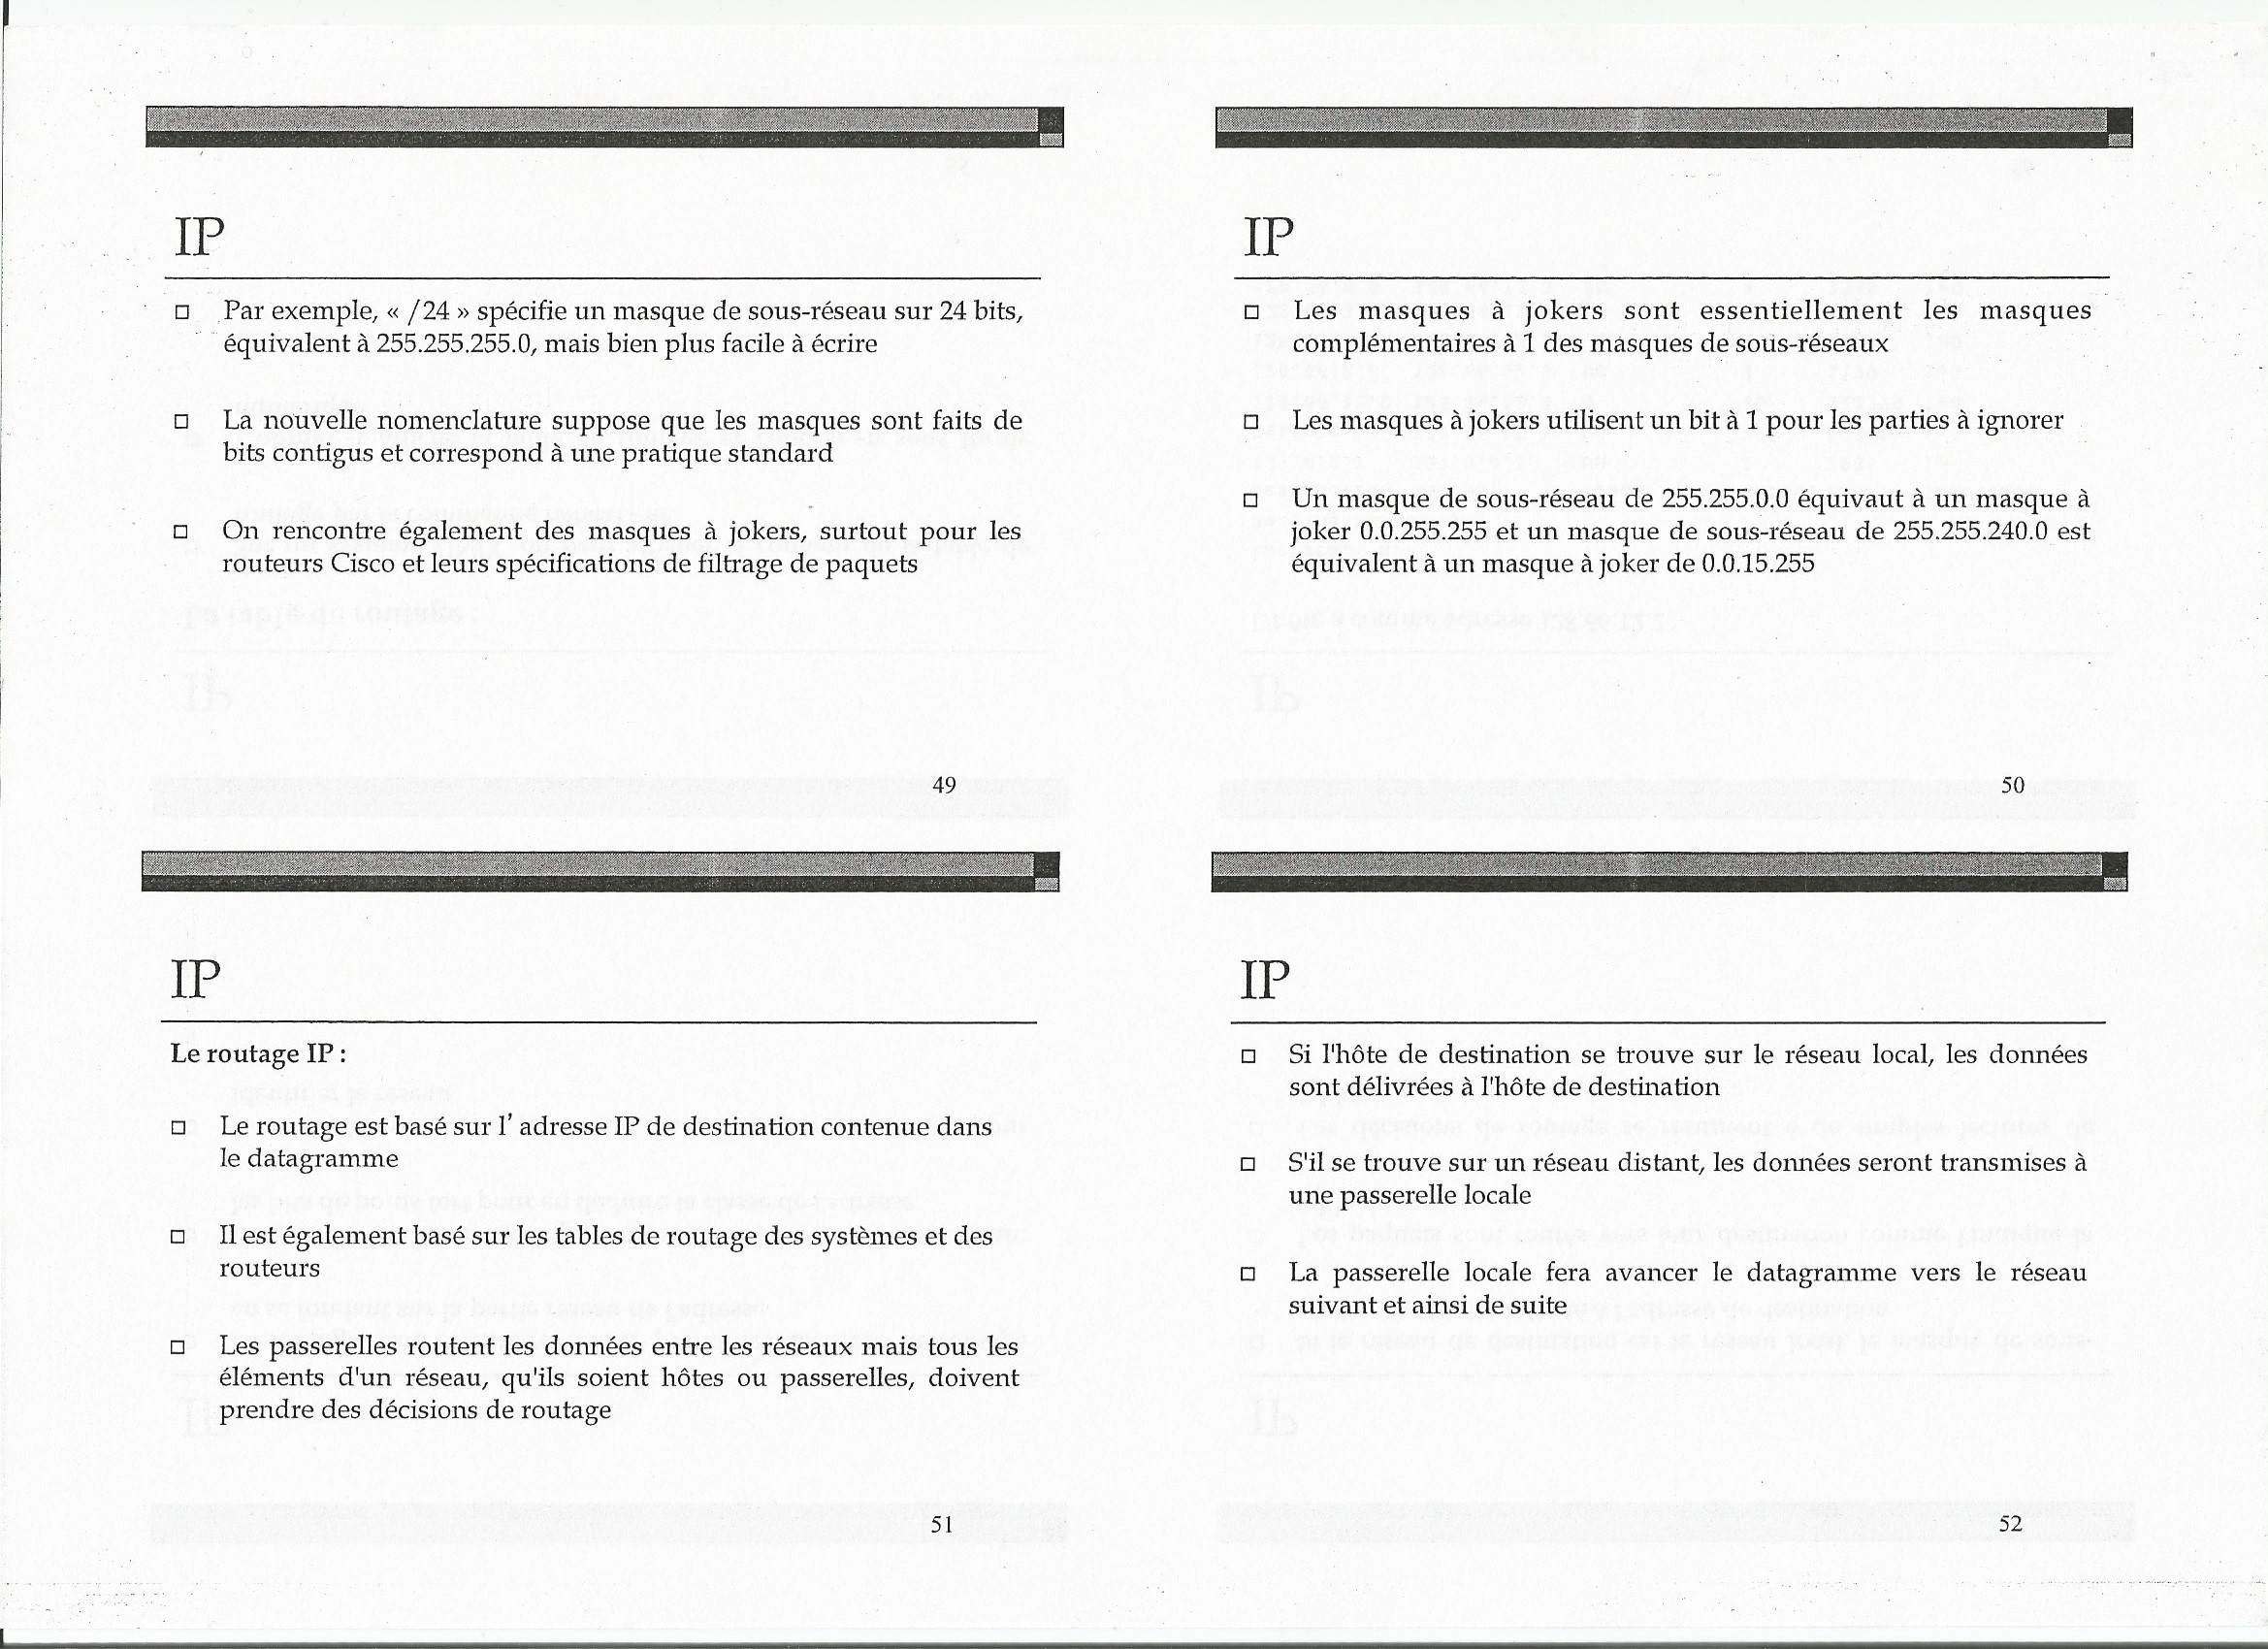 IP
Par exemple, « /24 » spécifie un masque de sous-réseau sur 24 bits,
équivalent à 255.255.255.0, mais bien plus facile à écrire
La nouvelle nomenclature suppose que les masques sont faits de
bits contigus et correspond à une pratique standard
On rencontre également des masques à jokers, surtout pour les
routeurs Cisco et leurs spécifications de filtrage de paquets
49
IP
Les masques à jokers sont essentiellement les masques
complémentaires à 1 des masques de sous-réseaux
Les masques à jokers utilisent un bit à 1 pour les parties à ignorer
Un masque de sous-réseau de 255.255.0.0 équivaut à un masque à
joker 0.0.255.255 et un masque de sous-réseau de 255.255.240.0 est
équivalent à un masque à joker de 0.0.15.255
50
IP
Le routage IP :
Le routage est basé sur l’ adresse IP de destination contenue dans
le datagramme
Il est également basé sur les tables de routage des systèmes et des
routeurs
Les passerelles routent les données entre les réseaux mais tous les
éléments d'un réseau, qu'ils soient hôtes ou passerelles, doivent
prendre des décisions de routage
51
IP
Si l'hôte de destination se trouve sur le réseau local, les données
sont délivrées à l'hôte de destination
S'il se trouve sur un réseau distant, les données seront transmises à
une passerelle locale
La passerelle locale fera avancer le datagramme vers le réseau
suivant et ainsi de suite
52